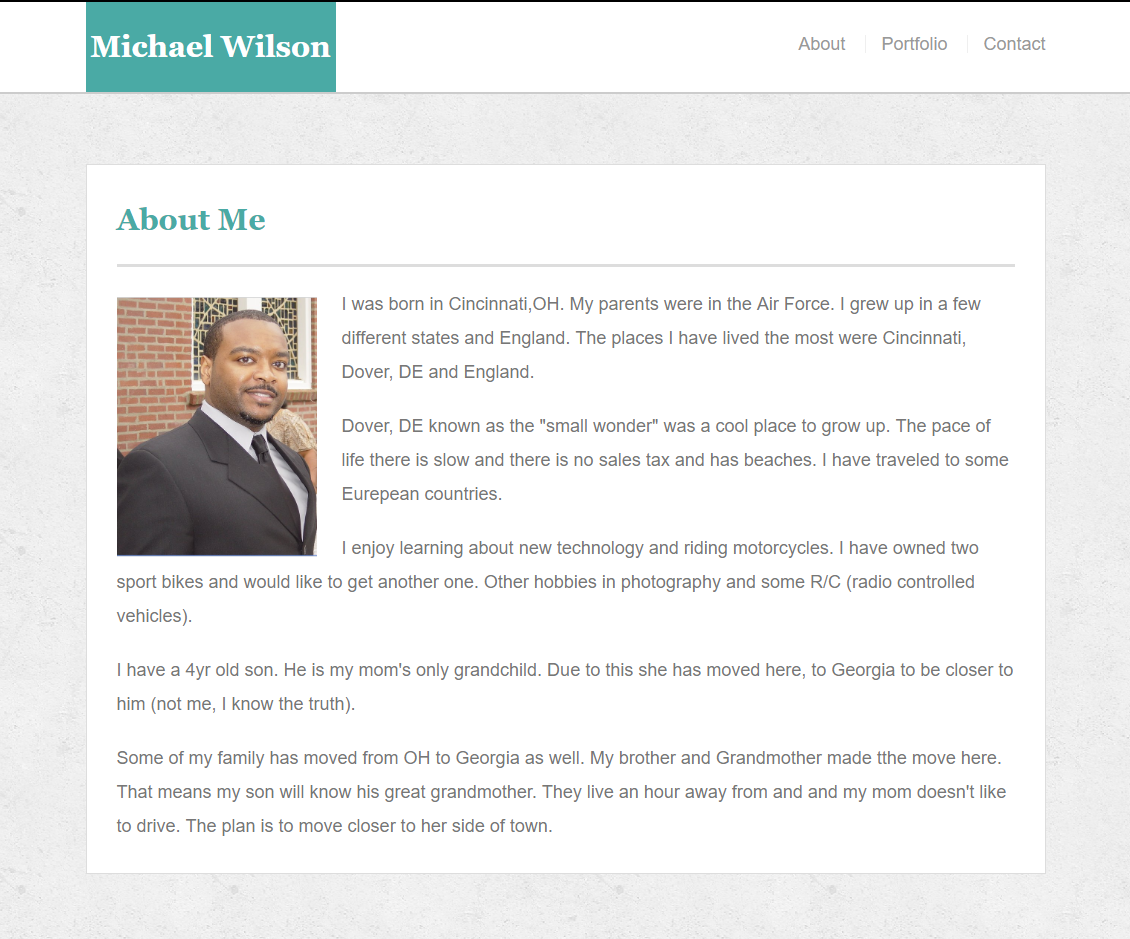 Michael Wilson
About
Portfolio
Contact
About Me
I was born in Cincinnati,OH. My parents were in the Air Force. I grew up in a few
different states and England. The places I have lived the most were Cincinnati,
Dover, DE and England.
Dover, DE known as the "small wonder" was a cool place to grow up. The pace of
life there is slow and there is no sales tax and has beaches. I have traveled to some
Eurepean countries.
I enjoy learning about new technology and riding motorcycles. I have owned two
sport bikes and would like to get another one. Other hobbies in photography and some R/C (radio controlled
vehicles).
I have a 4yr old son. He is my mom's only grandchild. Due to this she has moved here, to Georgia to be closer to
him (not me, I know the truth).
Some of my family has moved from OH to Georgia as well. My brother and Grandmother made tthe move here.
That means my son will know his great grandmother. They live an hour away from and and my mom doesn't like
to drive. The plan is to move closer to her side of town.